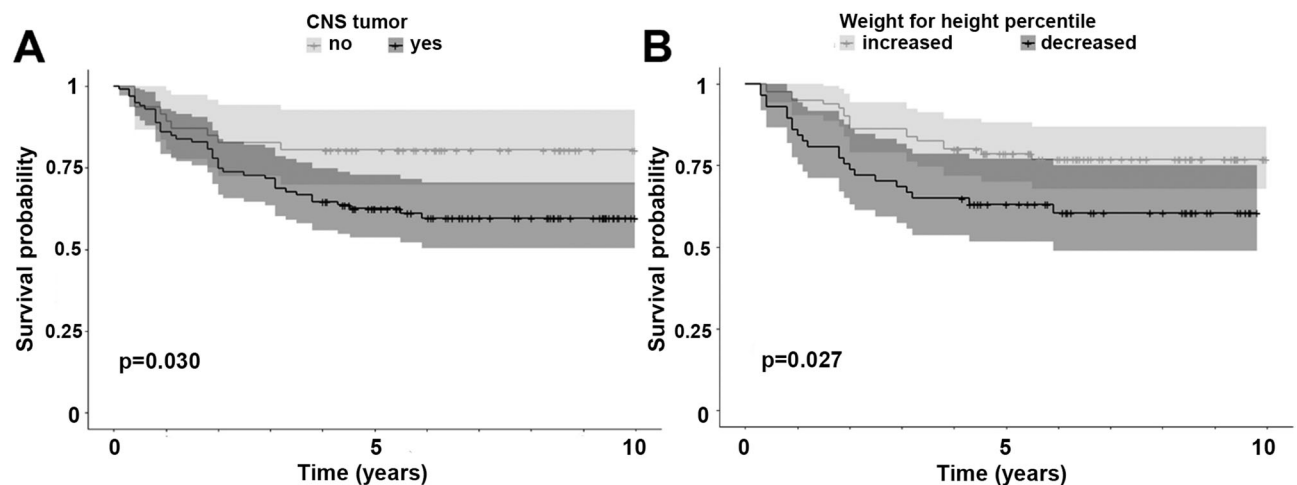 A
CNS tumor
no yes
Survival probability
1
0.75
0.5
0.25
0
p=0.030
0 5 10
Time (years)
B
Weight for height percentile
increased decreased
Survival probability
1
0.75
0.5
0.25
0
p=0.027
0 5 10
Time (years)